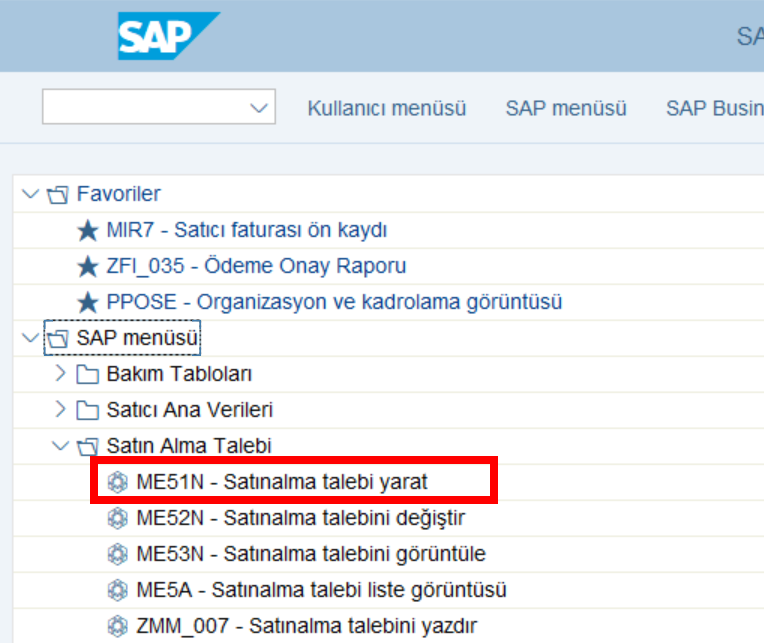 SAP
SA
Kullanıcı menüsü SAP menüsü SAP Busin
Favoriler
MIR7 - Satıcı faturası ön kaydı
ZFI_035 - Ödeme Onay Raporu
PPOSE - Organizasyon ve kadrolama görüntüsü
SAP menüsü
Bakım Tabloları
Satıcı Ana Verileri
Satın Alma Talebi
ME51N - Satınalma talebi yarat
ME52N - Satınalma talebini değiştir
ME53N - Satınalma talebini görüntüle
ME5A - Satınalma talebi liste görüntüsü
ZMM_007 - Satınalma talebini yazdır